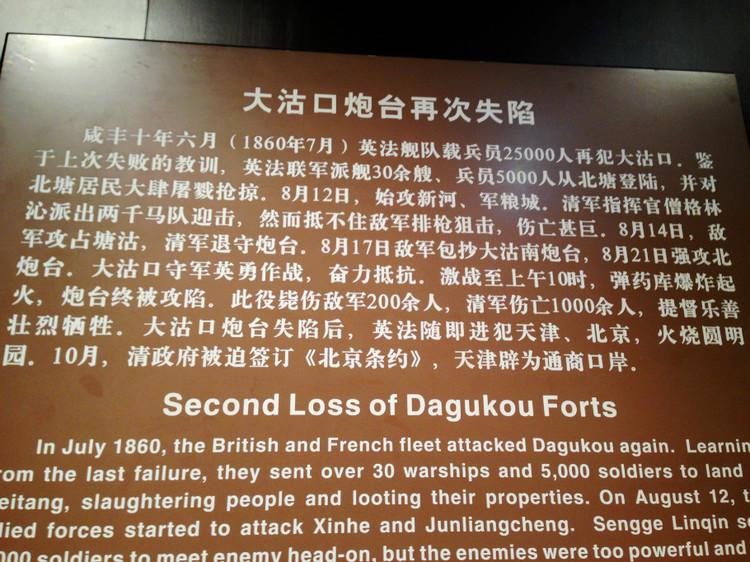 大沽口炮台再次失陷
咸丰十年六月（1860年7月）英法舰队载兵员25000人再犯大沽口．鉴
于上次失败的教训，英法联军派舰30余艘、兵员5000人从北塘登陆，并对
北塘居民大肆屠戮抢掠．8月12日，始攻新河、军粮城．清军指挥官僧格林
沁派出两千马队迎击，然而抵不住敌军排枪狙击，伤亡甚巨．8月14日，敌
军攻占塘沽，清军退守炮台．8月17日敌军包抄大沽南炮台，8月21日强攻北
炮台．大沽口守军英勇作战，奋力抵抗．激战至上午10时，弹药库爆炸起
火，炮台终被攻陷．此役毙伤敌军200余人，清军伤亡1000余人，提督乐善
壮烈牺牲．大沽口炮台失陷后，英法随即进犯天津、北京，火烧圆明
园．10月，清政府被迫签订《北京条约》，天津辟为通商口岸．
Second Loss of Dagukou Forts
In July 1860, the British and French fleet attacked Dagukou again. Learnin
rom the last failure, they sent over 30 warships and 5,000 soldiers to land
eitang, slaughtering people and looting their properties. On August 12, t
lied forces started to attack Xinhe and Junliangcheng. Sengge Linqin s
000 soldiers to meet enemy head-on, but the enemies were too powerful and